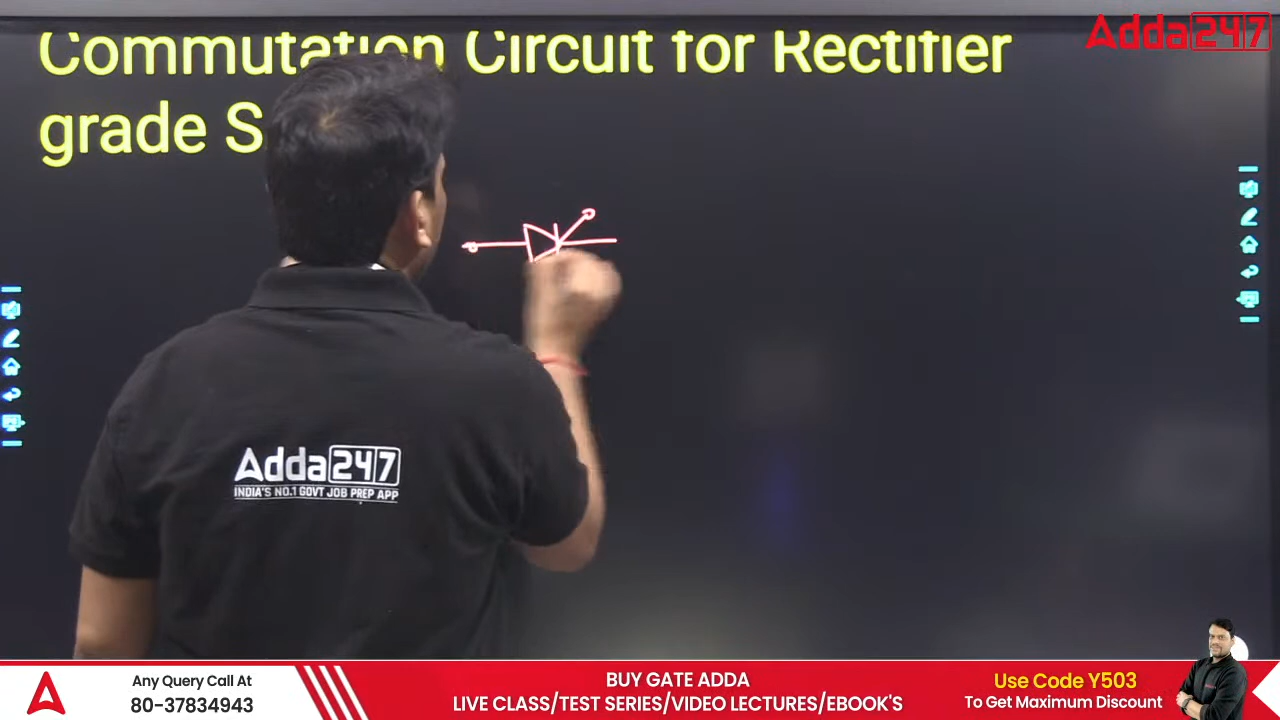 Commutation Circuit for Rectifier
grade S
Adda247
Adda247
INDIA'S NO.1 GOVT JOB PREP APP
Any Query Call At
80-37834943
BUY GATE ADDA
LIVE CLASS/TEST SERIES/VIDEO LECTURES/EBOOK'S
Use Code Y503
To Get Maximum Discount